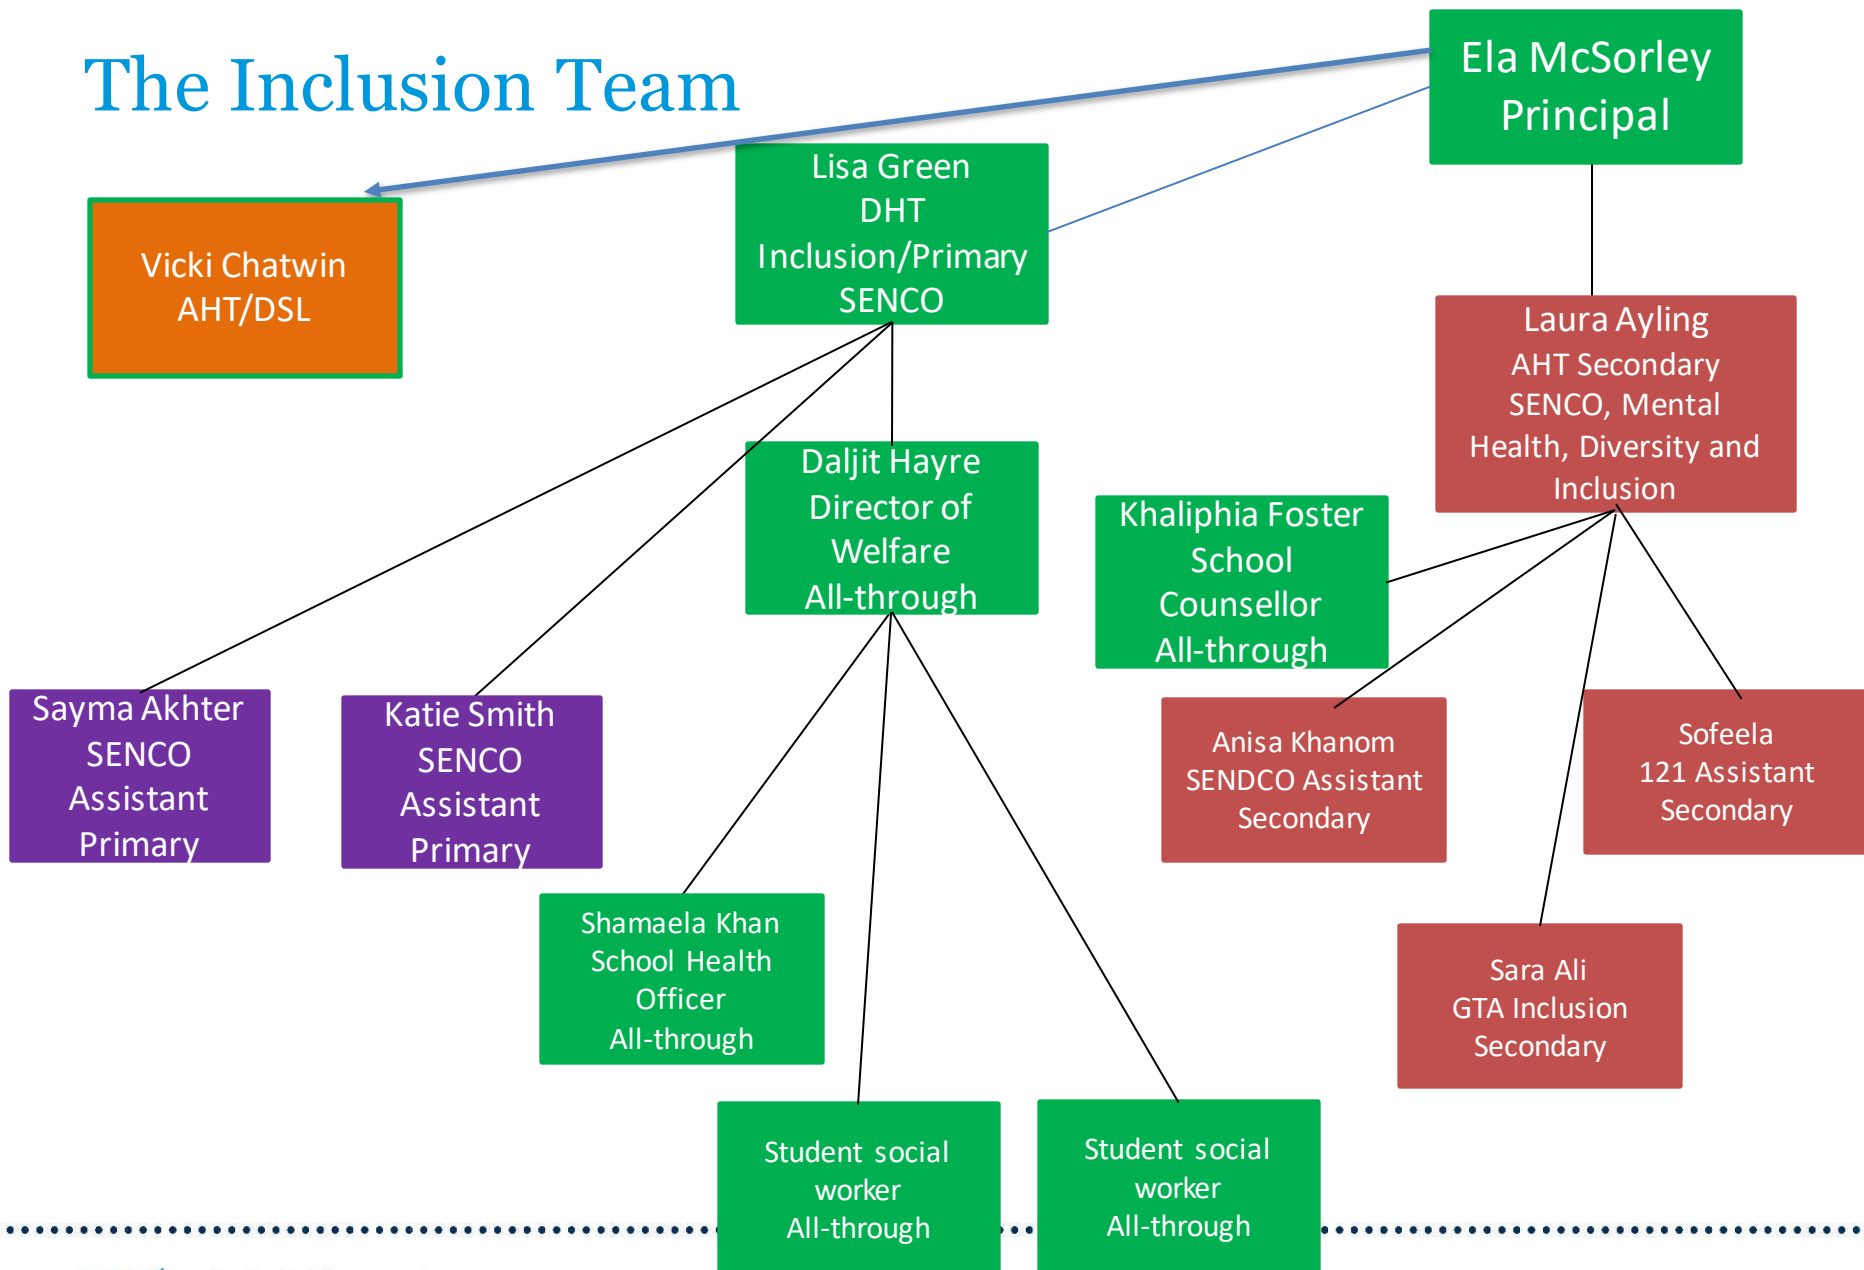 The Inclusion Team
Ela McSorley
Principal
Lisa Green
DHT
Inclusion/Primary
SENCO
Vicki Chatwin
AHT/DSL
Laura Ayling
AHT Secondary
SENCO, Mental
Health, Diversity and
Inclusion
Daljit Hayre
Director of
Welfare
All-through
Khaliphia Foster
School
Counsellor
All-through
Sayma Akhter
SENCO
Assistant
Primary
Katie Smith
SENCO
Assistant
Primary
Anisa Khanom
SENDCO Assistant
Secondary
Sofeela
121 Assistant
Secondary
Shamaela Khan
School Health
Officer
All-through
Sara Ali
GTA Inclusion
Secondary
Student social
worker
All-through
Student social
worker
All-through